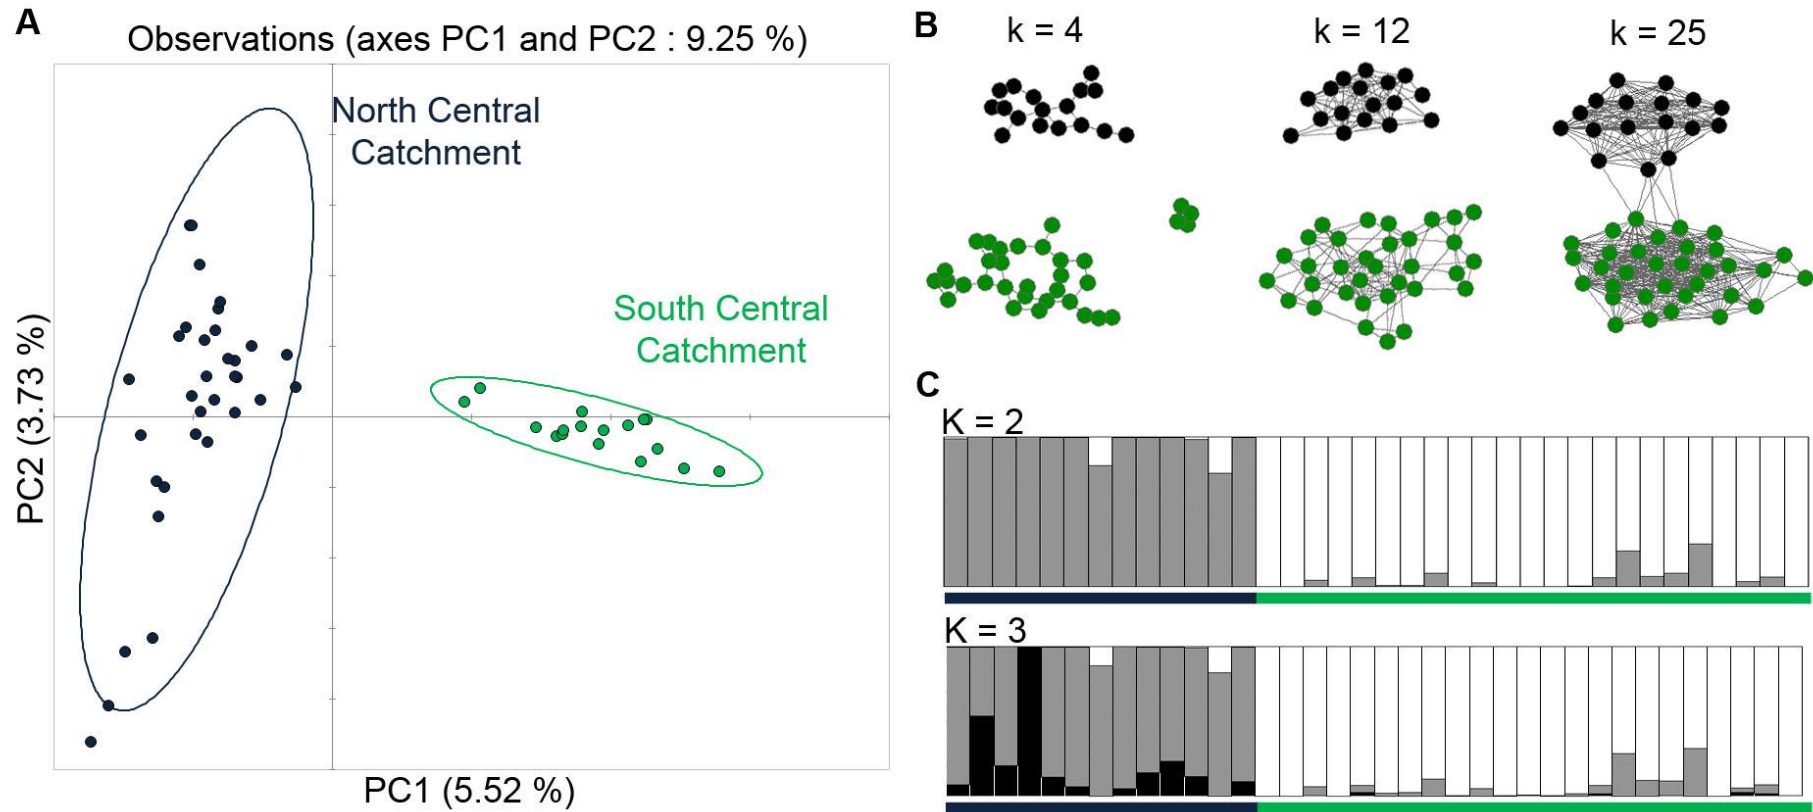 A
Observations (axes PC1 and PC2 : 9.25 %)
North Central
Catchment
South Central
Catchment
PC2 (3.73 %)
PC1 (5.52 %)
B
k = 4
k = 12
k = 25
C
K = 2
K = 3